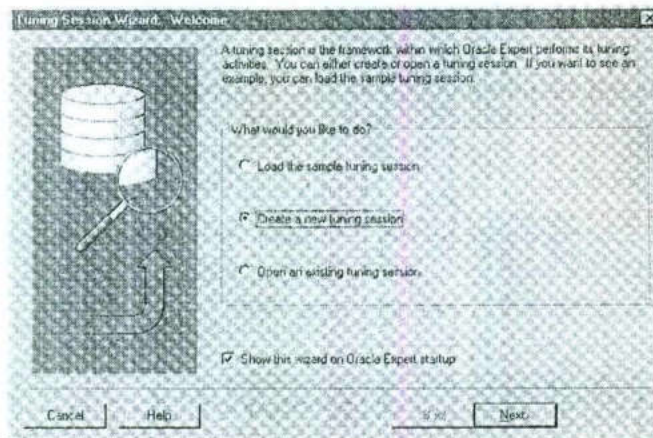 Tuning Session Wizard: Welcome
A tuning session is the framework within which Oracle Expert performs its tuning
activities. You can either create or open a tuning session. If you want to see an
example, you can load the sample tuning session.
What would you like to do?
Load the sample tuning session
Create a new tuning session
Open an existing tuning session
Show this wizard on Oracle Expert startup
Cancel
Help
Next